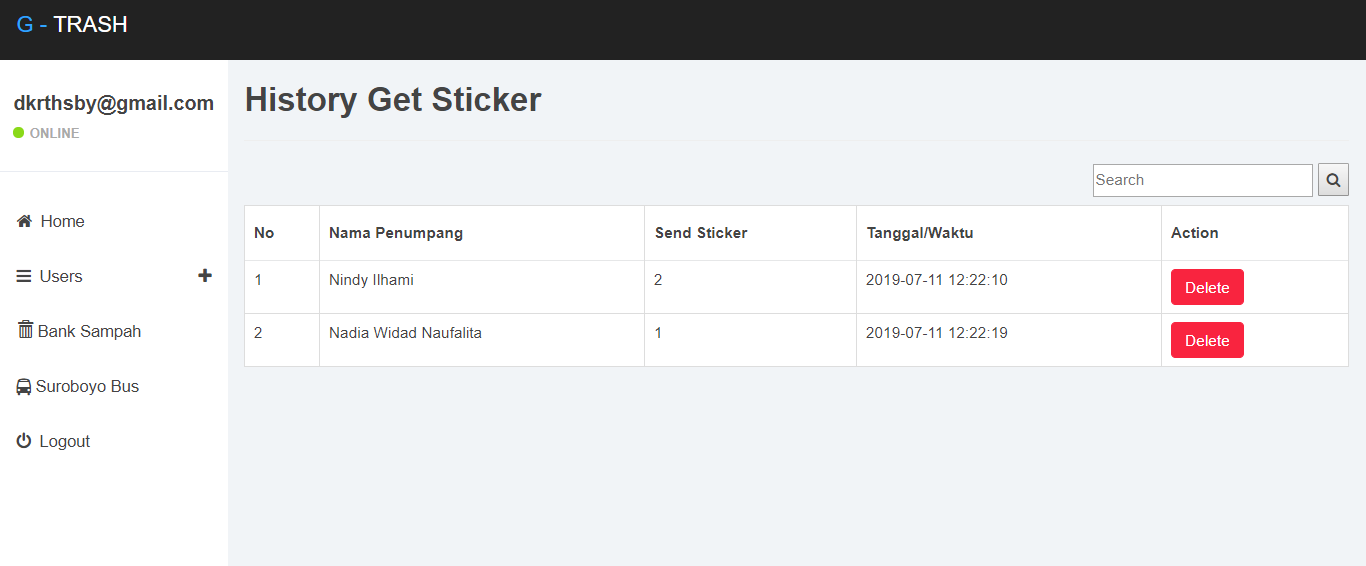 G - TRASH
dkrthsby@gmail.com
ONLINE
Home
Users
Bank Sampah
Suroboyo Bus
Logout
History Get Sticker
Search
No Nama Penumpang Send Sticker Tanggal/Waktu Action
1 Nindy Ilhami 2 2019-07-11 12:22:10 Delete
2 Nadia Widad Naufalita 1 2019-07-11 12:22:19 Delete